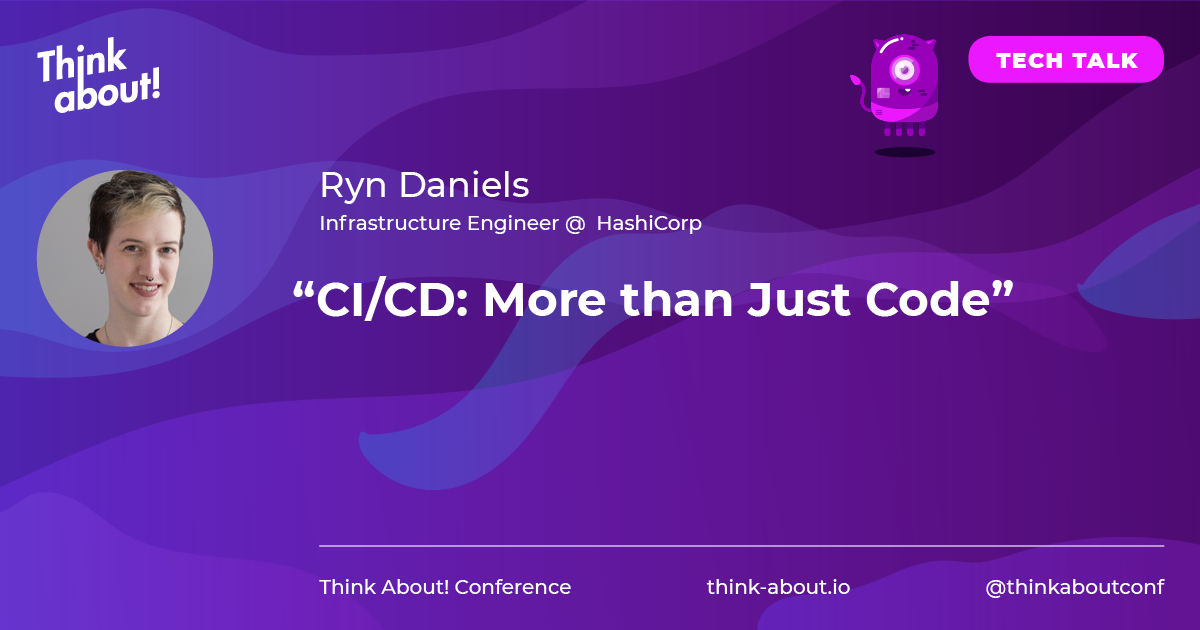 Think
about!
TECH TALK
Ryn Daniels
Infrastructure Engineer @ HashiCorp
“CI/CD: More than Just Code”
Think About! Conference
think-about.io
@thinkaboutconf